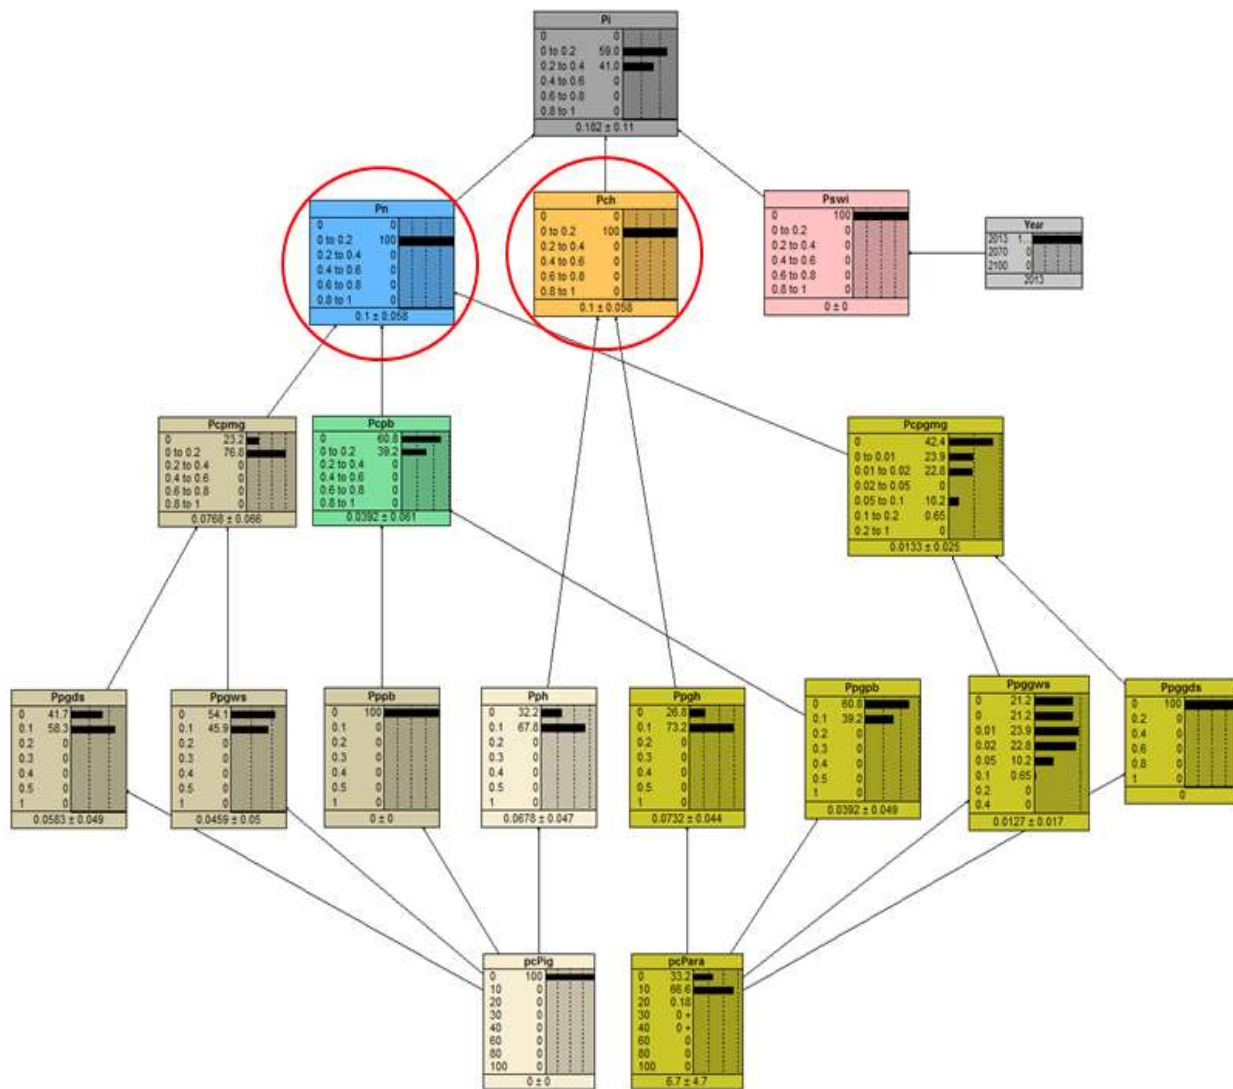 Pi
0 0
0 to 0.2 59.0
0.2 to 0.4 41.0
0.4 to 0.6 0
0.6 to 0.8 0
0.8 to 1 0
0.182 ± 0.11
Pn
0 0
0 to 0.2 100
0.2 to 0.4 0
0.4 to 0.6 0
0.6 to 0.8 0
0.8 to 1 0
0.1 ± 0.058
Pch
0 0
0 to 0.2 100
0.2 to 0.4 0
0.4 to 0.6 0
0.6 to 0.8 0
0.8 to 1 0
0.1 ± 0.058
Pswi
0 100
0 to 0.2 0
0.2 to 0.4 0
0.4 to 0.6 0
0.6 to 0.8 0
0.8 to 1 0
0 ± 0
Year
2013 1...
2070 0
2100 0
2013
Pcpmg
0 23.2
0 to 0.2 76.8
0.2 to 0.4 0
0.4 to 0.6 0
0.6 to 0.8 0
0.8 to 1 0
0.0768 ± 0.066
Pcpb
0 60.8
0 to 0.2 39.2
0.2 to 0.4 0
0.4 to 0.6 0
0.6 to 0.8 0
0.8 to 1 0
0.0392 ± 0.061
Pcpgmg
0 42.4
0 to 0.01 23.9
0.01 to 0.02 22.8
0.02 to 0.05 0
0.05 to 0.1 10.2
0.1 to 0.2 0.65
0.2 to 1 0
0.0133 ± 0.025
Ppgds
0 41.7
0.1 58.3
0.2 0
0.3 0
0.4 0
0.5 0
1 0
0.0583 ± 0.049
Ppgws
0 54.1
0.1 45.9
0.2 0
0.3 0
0.4 0
0.5 0
1 0
0.0459 ± 0.05
Pppb
0 100
0.1 0
0.2 0
0.3 0
0.4 0
0.5 0
1 0
0 ± 0
Pph
0 32.2
0.1 67.8
0.2 0
0.3 0
0.4 0
0.5 0
1 0
0.0678 ± 0.047
Ppgh
0 26.8
0.1 73.2
0.2 0
0.3 0
0.4 0
0.5 0
1 0
0.0732 ± 0.044
Ppgpb
0 60.8
0.1 39.2
0.2 0
0.3 0
0.4 0
0.5 0
1 0
0.0392 ± 0.049
Ppggws
0 21.2
0 21.2
0.01 23.9
0.02 22.8
0.05 10.2
0.1 0.65
0.2 0
0.4 0
0.0127 ± 0.017
Ppggds
0 100
0.2 0
0.4 0
0.6 0
0.8 0
1 0
0
pcPig
0 100
10 0
20 0
30 0
40 0
60 0
80 0
100 0
0 ± 0
pcPara
0 33.2
10 66.6
20 0.18
30 0 +
40 0 +
60 0
80 0
100 0
6.7 ± 4.7